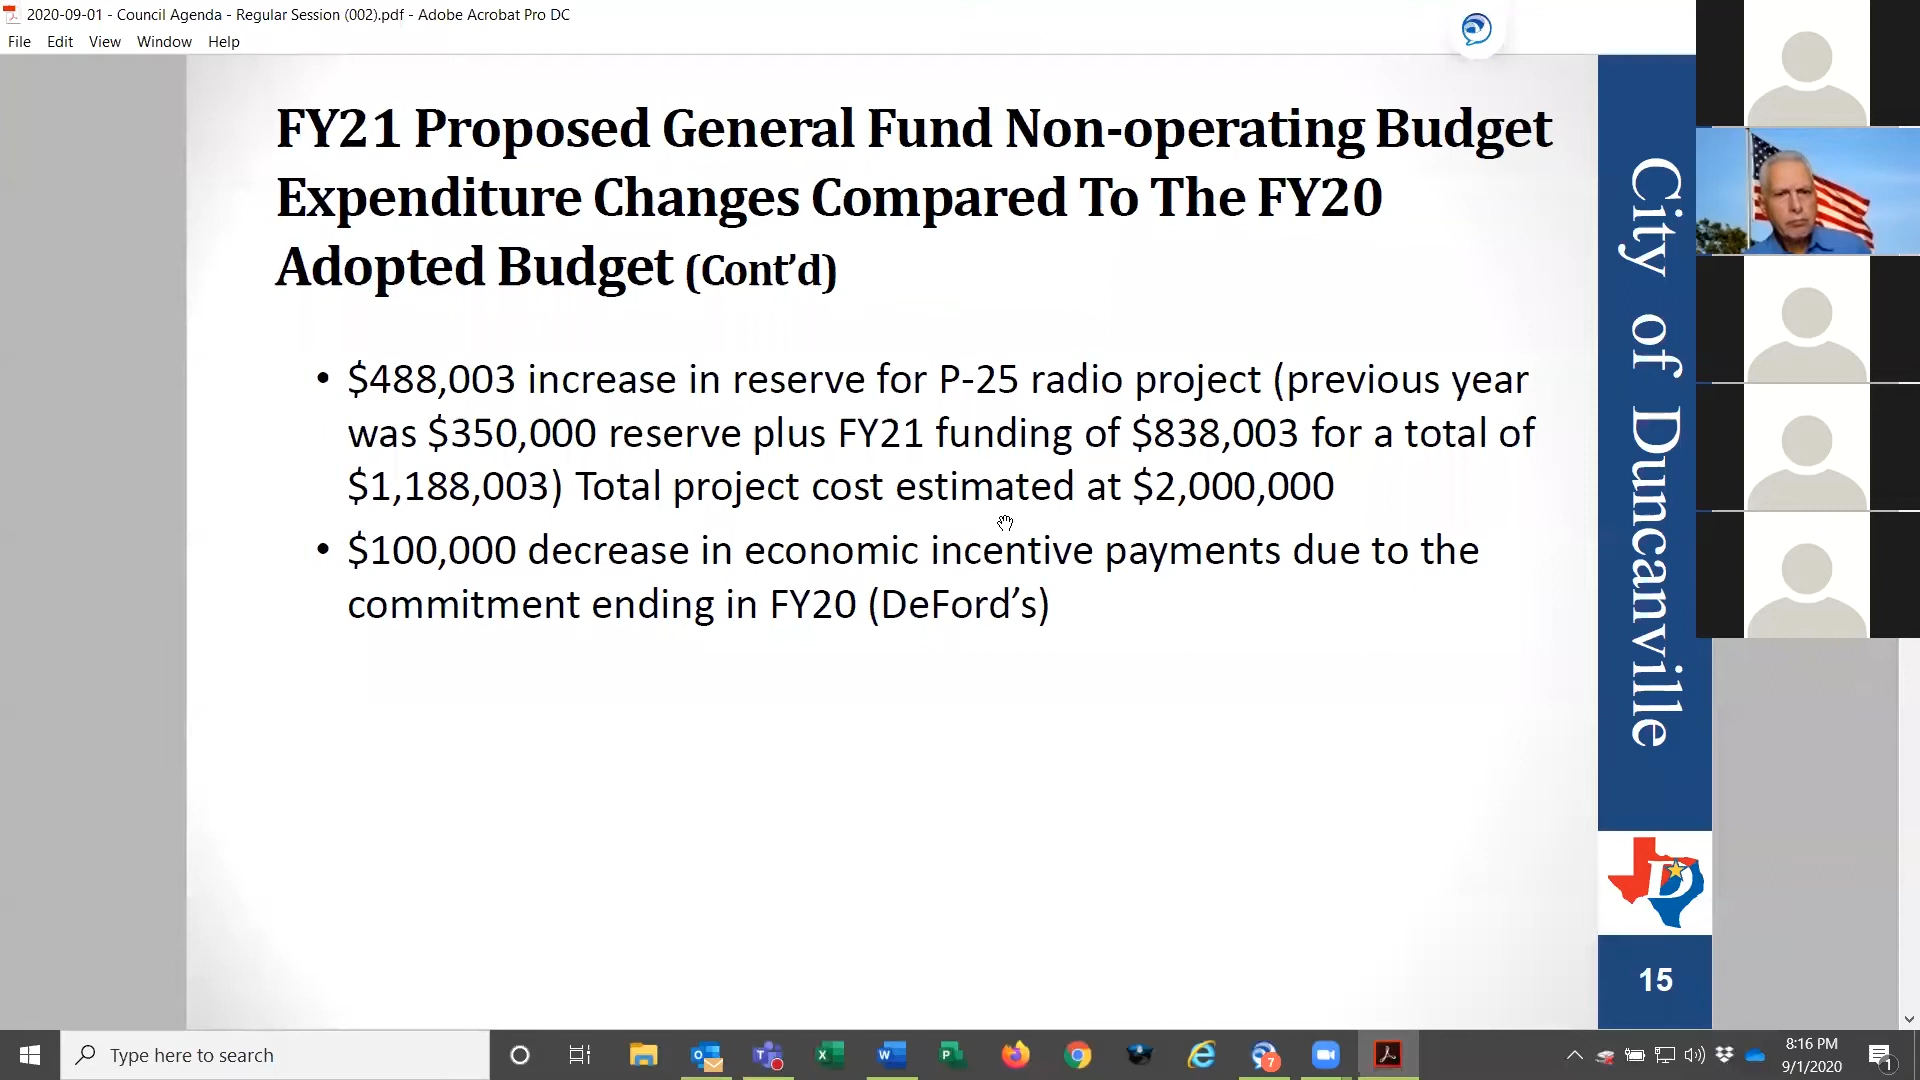 2020-09-01 - Council Agenda - Regular Session (002).pdf - Adobe Acrobat Pro DC
File Edit View Window Help
FY21 Proposed General Fund Non-operating Budget
Expenditure Changes Compared To The FY20
Adopted Budget (Cont’d)
• $488,003 increase in reserve for P-25 radio project (previous year
was $350,000 reserve plus FY21 funding of $838,003 for a total of
$1,188,003) Total project cost estimated at $2,000,000
• $100,000 decrease in economic incentive payments due to the
commitment ending in FY20 (DeFord’s)
City of Duncanville
D
15
Type here to search
7
8:16 PM
9/1/2020
1